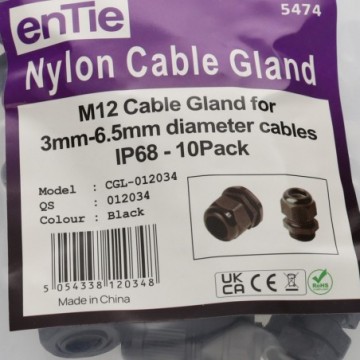 enTie
5474
Nylon Cable Gland
M12 Cable Gland for
3mm-6.5mm diameter cables
IP68 - 10Pack
Model : CGL-012034
QS : 012034
Colour : Black
5 054338 120348
Made in China
UK
CA
CE
RoHS